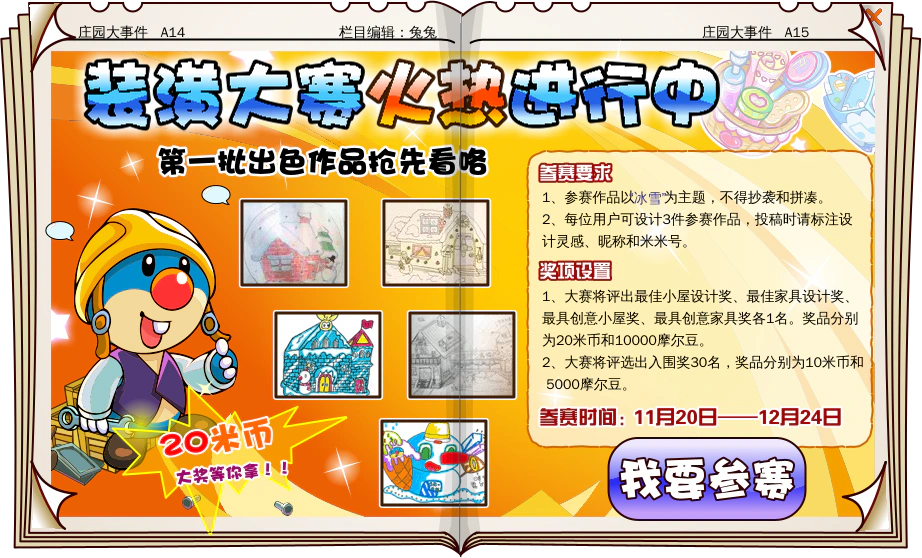 庄园大事件 A14
栏目编辑：兔兔
庄园大事件 A15
装潢大赛火热进行中
第一批出色作品抢先看咯
参赛要求
1、参赛作品以冰雪为主题，不得抄袭和拼凑。
2、每位用户可设计3件参赛作品，投稿时请标注设
计灵感、昵称和米米号。
奖项设置
1、大赛将评出最佳小屋设计奖、最佳家具设计奖、
最具创意小屋奖、最具创意家具奖各1名。奖品分别
为20米币和10000摩尔豆。
2、大赛将评选出入围奖30名，奖品分别为10米币和
5000摩尔豆。
参赛时间：11月20日——12月24日
20米币
大奖等你拿！！
我要参赛